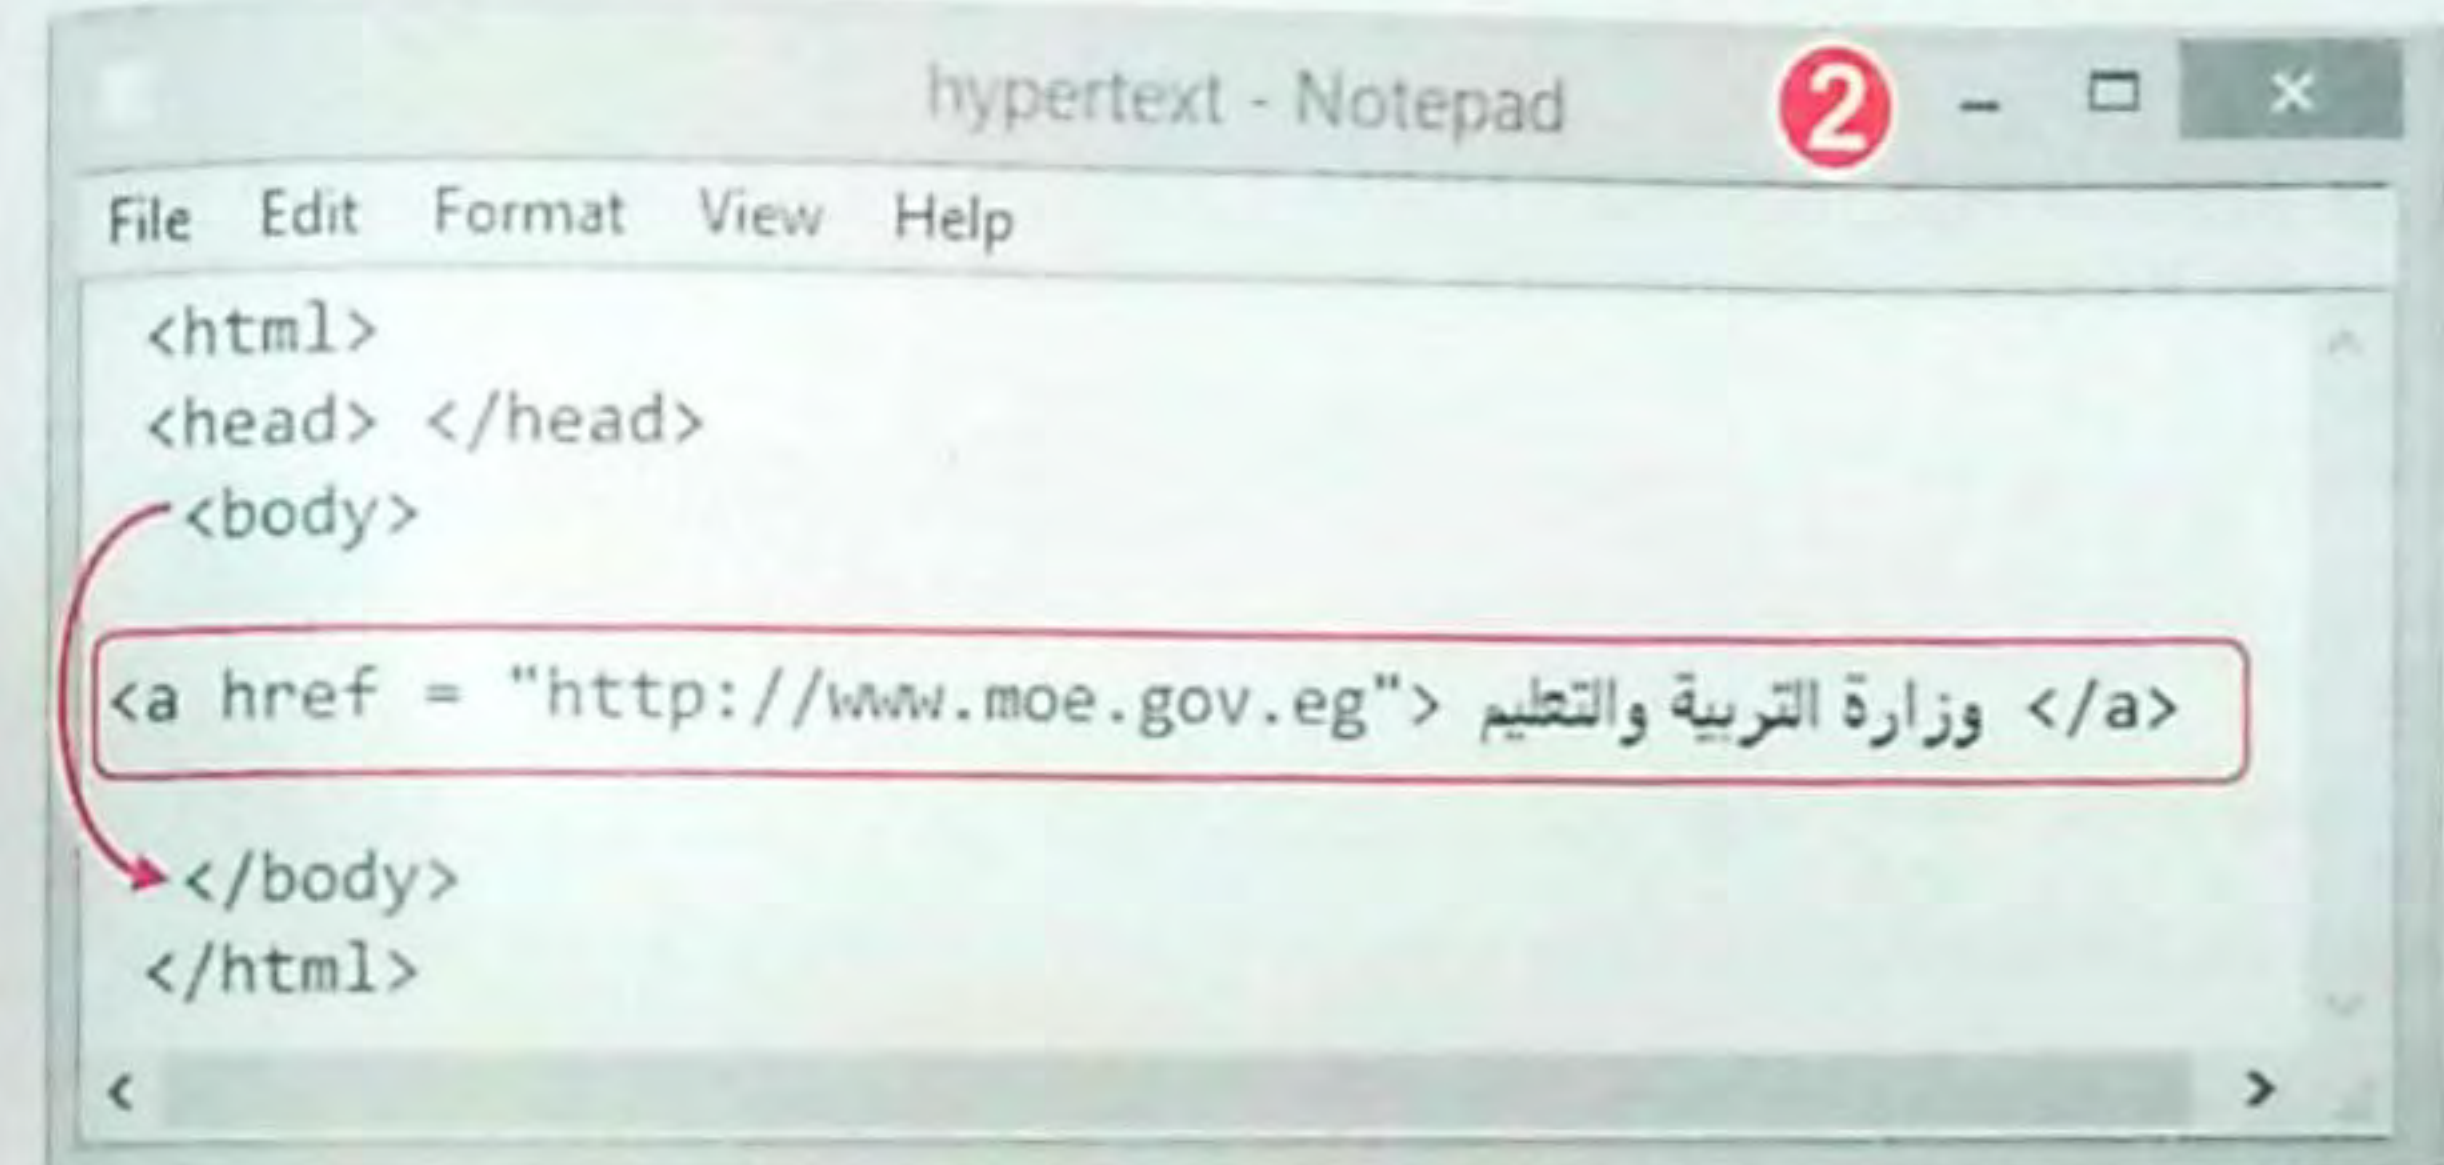 hypertext - Notepad
2
File Edit Format View Help
<html>
<head> </head>
<body>
<a href = "http://www.moe.gov.eg"> وزارة التربية والتعليم </a>
</body>
</html>